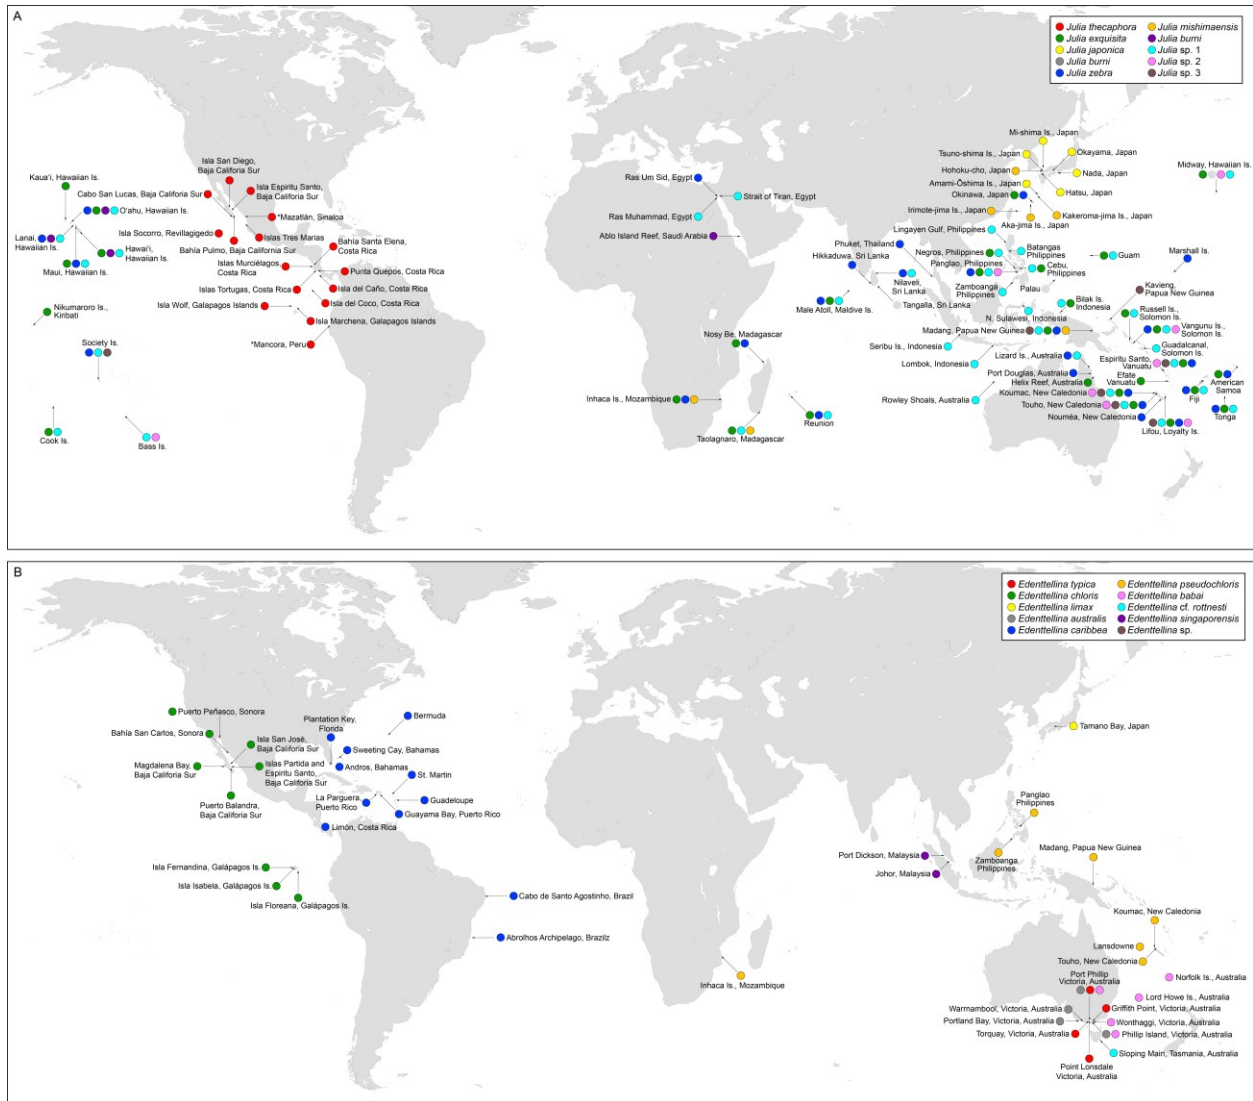 A
Julia thecaphora
Julia exquisita
Julia japonica
Julia burni
Julia zebra
Julia mishimaensis
Julia burni
Julia sp. 1
Julia sp. 2
Julia sp. 3
Isla San Diego,
Baja California Sur
Kaua'i, Hawaiian Is.
Cabo San Lucas, Baja Califoria Sur
Isla Espiritu Santo,
Baja California Sur
O'ahu, Hawaiian Is.
*Mazatlán, Sinaloa
Lanai,
Hawaiian Is.
Isla Socorro, Revillagigedo
Islas Tres Marias
Hawai'i,
Hawaiian Is.
Bahía Pulmo, Baja California Sur
Bahía Santa Elena,
Costa Rica
Maui, Hawaiian Is.
Islas Murciélagos,
Costa Rica
Punta Quepos, Costa Rica
Islas Tortugas, Costa Rica
Isla del Caño, Costa Rica
Isla Wolf, Galapagos Islands
Isla del Coco, Costa Rica
Nikumaroro Is.,
Kiribati
Isla Marchena, Galapagos Islands
*Mancora, Peru
Society Is.
Cook Is.
Bass Is.
Ras Um Sid, Egypt
Strait of Tiran, Egypt
Ras Muhammad, Egypt
Ablo Island Reef, Saudi Arabia
Mi-shima Is., Japan
Tsuno-shima Is., Japan
Okayama, Japan
Hohoku-cho, Japan
Nada, Japan
Amami-Ōshima Is., Japan
Hatsu, Japan
Okinawa, Japan
Irimote-jima Is., Japan
Kakeroma-jima Is., Japan
Aka-jima Is., Japan
Midway, Hawaiian Is.
Lingayen Gulf, Philippines
Phuket, Thailand
Negros, Philippines
Batangas
Philippines
Guam
Marshall Is.
Hikkaduwa, Sri Lanka
Panglao, Philippines
Cebu,
Philippines
Nilaveli,
Sri Lanka
Zamboanga
Philippines
Palau
Kavieng,
Papua New Guinea
Tangalla, Sri Lanka
Male Atoll, Maldive Is.
Bilak Is.
Indonesia
N. Sulawesi, Indonesia
Russell Is.,
Solomon Is.
Madang, Papua New Guinea
Vangunu Is.,
Solomon Is.
Nosy Be, Madagascar
Seribu Is., Indonesia
Guadalcanal,
Solomon Is.
Lombok, Indonesia
Lizard Is., Australia
Espiritu Santo,
Vanuatu
Port Douglas, Australia
Efate
Vanuatu
Helix Reef, Australia
American
Samoa
Inhaca Is., Mozambique
Rowley Shoals, Australia
Koumac, New Caledonia
Fiji
Touho, New Caledonia
Tonga
Reunion
Nouméa, New Caledonia
Taolagnaro, Madagascar
Lifou, Loyalty Is.
B
Edenttellina typica
Edenttellina chloris
Edenttellina limax
Edenttellina australis
Edenttellina caribbea
Edenttellina pseudochloris
Edenttellina babai
Edenttellina cf. rottnesti
Edenttellina singaporensis
Edenttellina sp.
Puerto Peñasco, Sonora
Plantation Key,
Florida
Bermuda
Bahía San Carlos, Sonora
Isla San José,
Baja Califoria Sur
Sweeting Cay, Bahamas
Magdalena Bay,
Baja Califoria Sur
Islas Partida and
Espiritu Santo,
Baja Califoria Sur
Andros, Bahamas
St. Martin
La Parguera,
Puerto Rico
Guadeloupe
Puerto Balandra,
Baja Califoria Sur
Guayama Bay, Puerto Rico
Limón, Costa Rica
Isla Fernandina, Galápagos Is.
Isla Isabela, Galápagos Is.
Isla Floreana, Galápagos Is.
Cabo de Santo Agostinho, Brazil
Abrolhos Archipelago, Brazilz
Inhaca Is., Mozambique
Tamano Bay, Japan
Panglao
Philippines
Port Dickson, Malaysia
Zamboanga
Philippines
Madang, Papua New Guinea
Johor, Malaysia
Koumac, New Caledonia
Lansdowne
Touho, New Caledonia
Port Phillip
Victoria, Australia
Norfolk Is., Australia
Lord Howe Is., Australia
Warmambool, Victoria, Australia
Griffith Point, Victoria, Australia
Portland Bay, Victoria, Australia
Wonthaggi, Victoria, Australia
Torquay, Victoria, Australia
Phillip Island, Victoria, Australia
Sloping Main, Tasmania, Australia
Point Lonsdale
Victoria, Australia